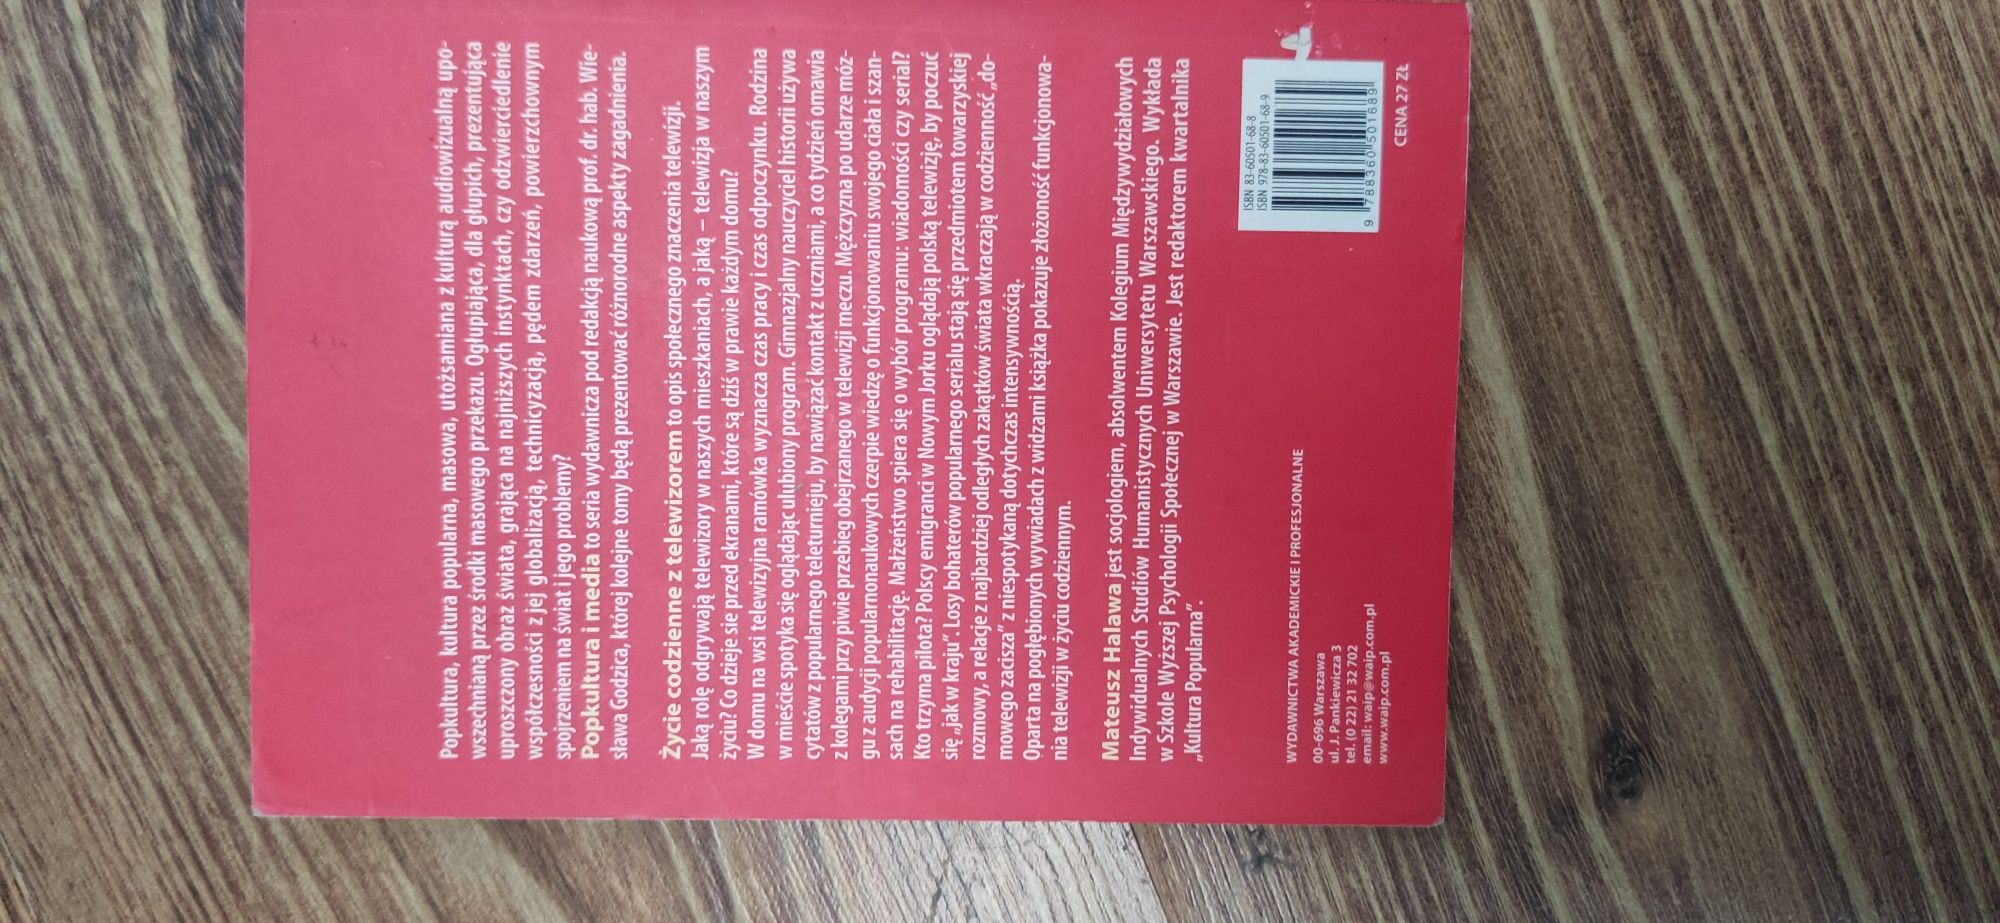 Popkultura, kultura popularna, masowa, utożsamiana z kulturą audiowizualną upo-
wszechnianą przez środki masowego przekazu. Ogłupiająca, dla głupich, prezentująca
uproszczony obraz świata, grająca na najniższych instynktach, czy odzwierciedlenie
współczesności z jej globalizacją, technicyzacją, pędem zdarzeń, powierzchownym
spojrzeniem na świat i jego problemy?
Popkultura i media to seria wydawnicza pod redakcją naukową prof. dr. hab. Wie-
sława Godzica, której kolejne tomy będą prezentować różnorodne aspekty zagadnienia.
Życie codzienne z telewizorem to opis społecznego znaczenia telewizji.
Jaką rolę odgrywają telewizory w naszych mieszkaniach, a jaką – telewizja w naszym
życiu? Co dzieje się przed ekranami, które są dziś w prawie każdym domu?
W domu na wsi telewizyjna ramówka wyznacza czas pracy i czas odpoczynku. Rodzina
w mieście spotyka się oglądając ulubiony program. Gimnazjalny nauczyciel historii używa
cytatów z popularnego teleturnieju, by nawiązać kontakt z uczniami, a co tydzień omawia
z kolegami przy piwie przebieg obejrzanego w telewizji meczu. Mężczyzna po udarze móz-
gu z audycji popularnonaukowych czerpie wiedzę o funkcjonowaniu swojego ciała i szan-
sach na rehabilitację. Małżeństwo spiera się o wybór programu: wiadomości czy serial?
Kto trzyma pilota? Polscy emigranci w Nowym Jorku oglądają polską telewizję, by poczuć
się „jak w kraju". Losy bohaterów popularnego serialu stają się przedmiotem towarzyskiej
rozmowy, a relacje z najbardziej odległych zakątków świata wkraczają w codzienność „do-
mowego zacisza" z niespotykaną dotychczas intensywnością.
Oparta na pogłębionych wywiadach z widzami książka pokazuje złożoność funkcjonowa-
nia telewizji w życiu codziennym.
Mateusz Halawa jest socjologiem, absolwentem Kolegium Międzywydziałowych
Indywidualnych Studiów Humanistycznych Uniwersytetu Warszawskiego. Wykłada
w Szkole Wyższej Psychologii Społecznej w Warszawie. Jest redaktorem kwartalnika
„Kultura Popularna".
WYDAWNICTWA AKADEMICKIE I PROFESJONALNE
00-696 Warszawa
ul. J. Pankiewicza 3
tel. (0 22) 21 32 702
email: waip@waip.com.pl
www.waip.com.pl
ISBN 83-60501-68-8
ISBN 978-83-60501-68-9
9 788360 501689
CENA 27 ZŁ